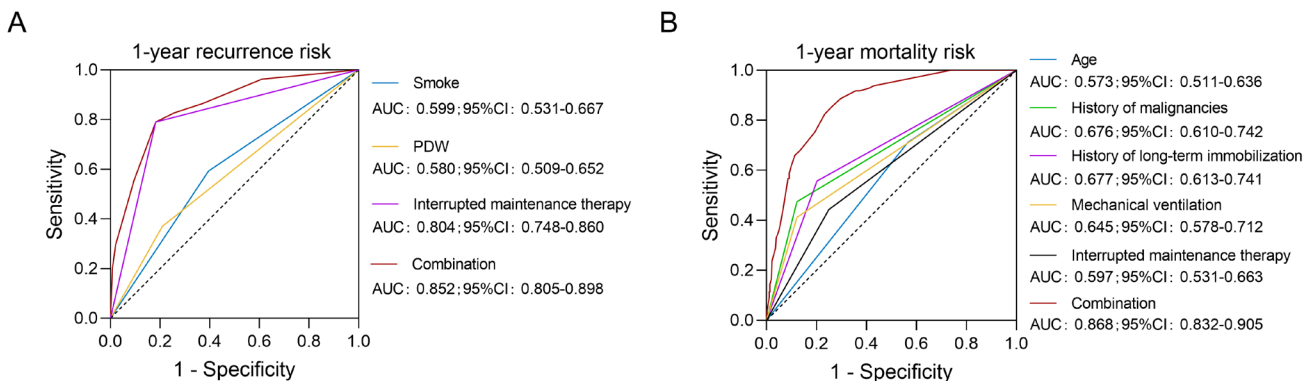 A
1-year recurrence risk
Sensitivity
1.0
0.8
0.6
0.4
0.2
0.0
0.0 0.2 0.4 0.6 0.8 1.0
1 - Specificity
Smoke
AUC: 0.599;95%CI: 0.531-0.667
PDW
AUC: 0.580;95%CI: 0.509-0.652
Interrupted maintenance therapy
AUC: 0.804;95%CI: 0.748-0.860
Combination
AUC: 0.852;95%CI: 0.805-0.898
B
1-year mortality risk
Sensitivity
1.0
0.8
0.6
0.4
0.2
0.0
0.0 0.2 0.4 0.6 0.8 1.0
1 - Specificity
Age
AUC: 0.573;95%CI: 0.511-0.636
History of malignancies
AUC: 0.676;95%CI: 0.610-0.742
History of long-term immobilization
AUC: 0.677;95%CI: 0.613-0.741
Mechanical ventilation
AUC: 0.645;95%CI: 0.578-0.712
Interrupted maintenance therapy
AUC: 0.597;95%CI: 0.531-0.663
Combination
AUC: 0.868;95%CI: 0.832-0.905